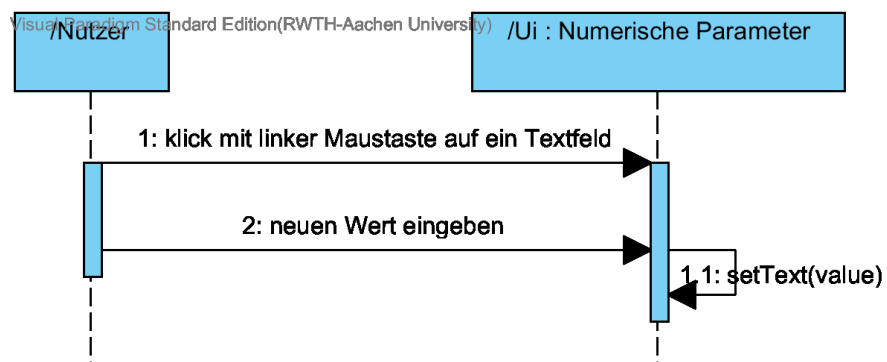 Visual Paradigm Standard Edition(RWTH-Aachen University)
/Nutzer
/Ui : Numerische Parameter
1: klick mit linker Maustaste auf ein Textfeld
2: neuen Wert eingeben
1.1: setText(value)